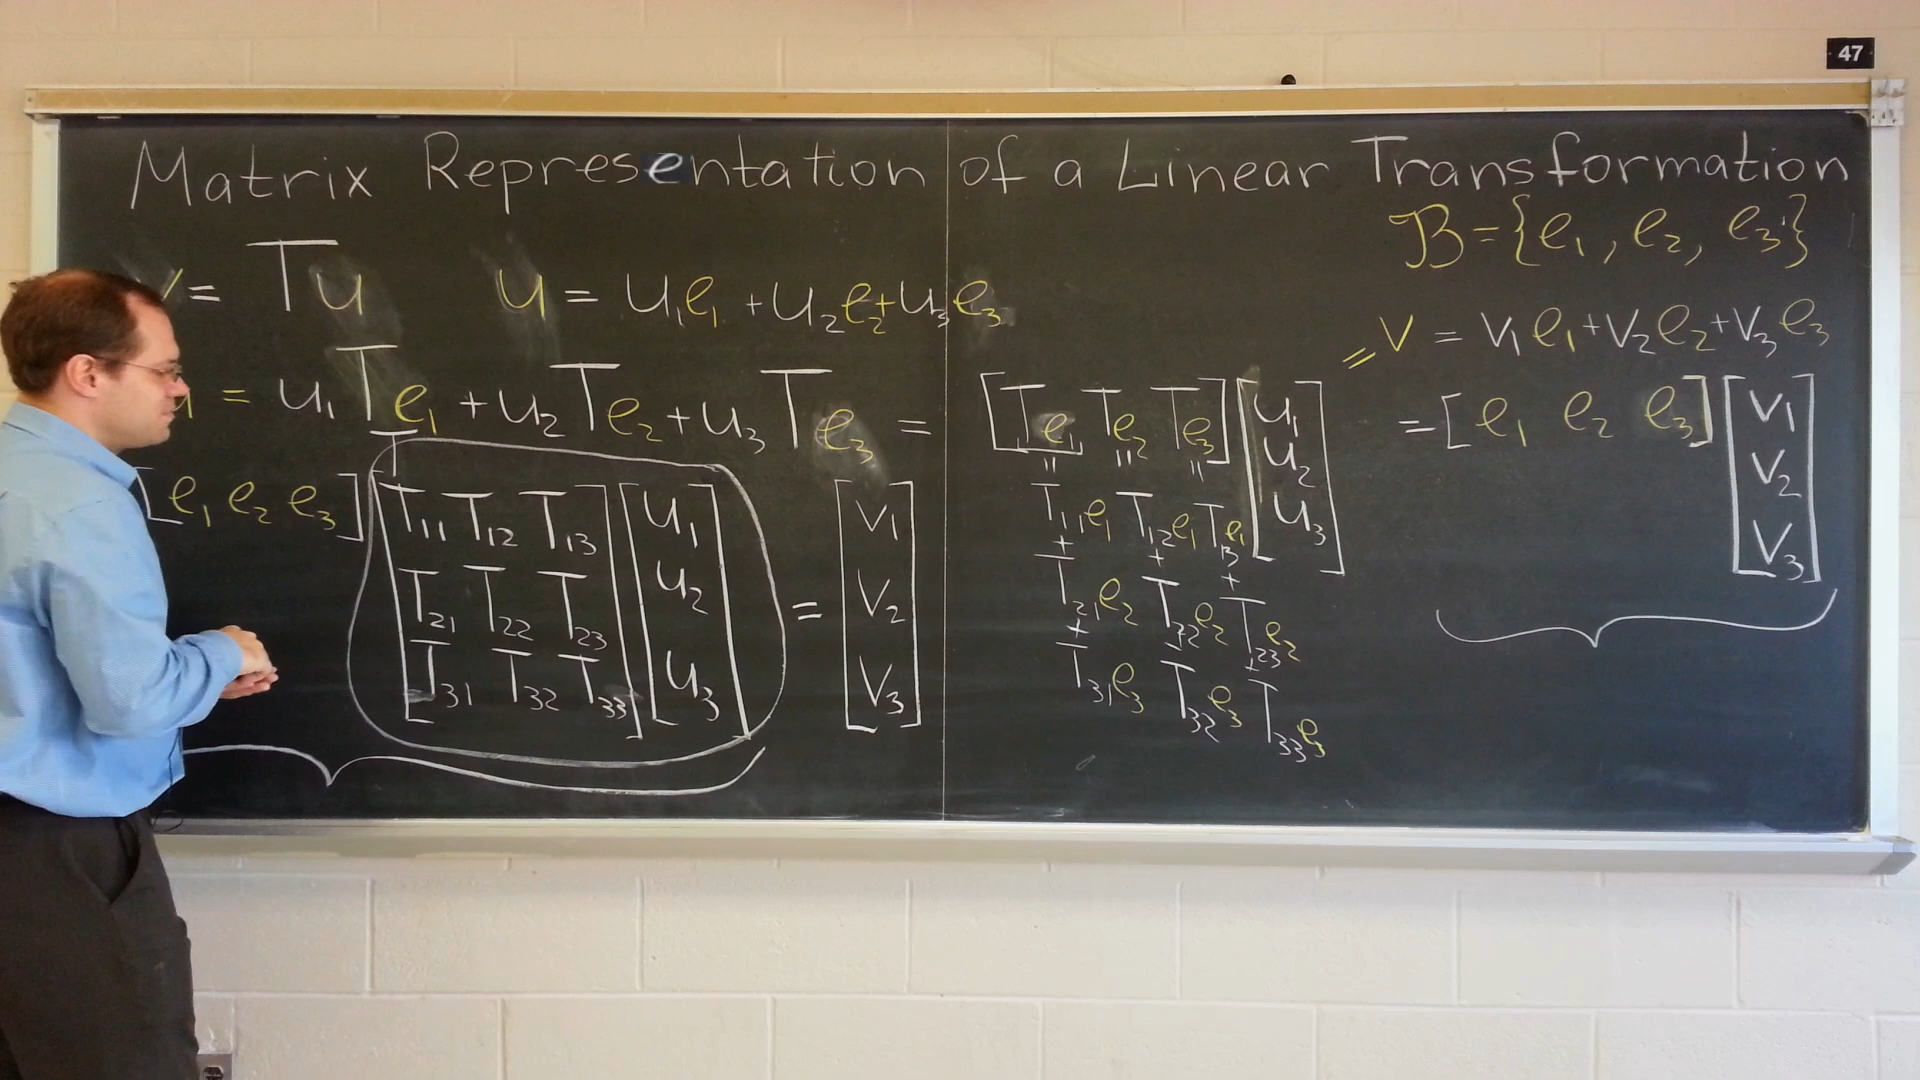 47
Matrix Representation of a Linear Transformation
B = {e₁, e₂, e₃}
v = Tu
u = u₁e₁ + u₂e₂ + u₃e₃
= v = v₁e₁ + v₂e₂ + v₃e₃
u = u₁Te₁ + u₂Te₂ + u₃Te₃ = [Te₁ Te₂ Te₃] [u₁ u₂ u₃]
= [e₁ e₂ e₃] [v₁ v₂ v₃]
T
[e₁ e₂ e₃] [T₁₁ T₁₂ T₁₃ [u₁ [v₁
T₂₁ T₂₂ T₂₃ u₂ = v₂
T₃₁ T₃₂ T₃₃] u₃] v₃]
= = =
T₁₁e₁ T₁₂e₁ T₁₃e₁
+ + +
T₂₁e₂ T₂₂e₂ T₂₃e₂
+ + +
T₃₁e₃ T₃₂e₃ T₃₃e₃